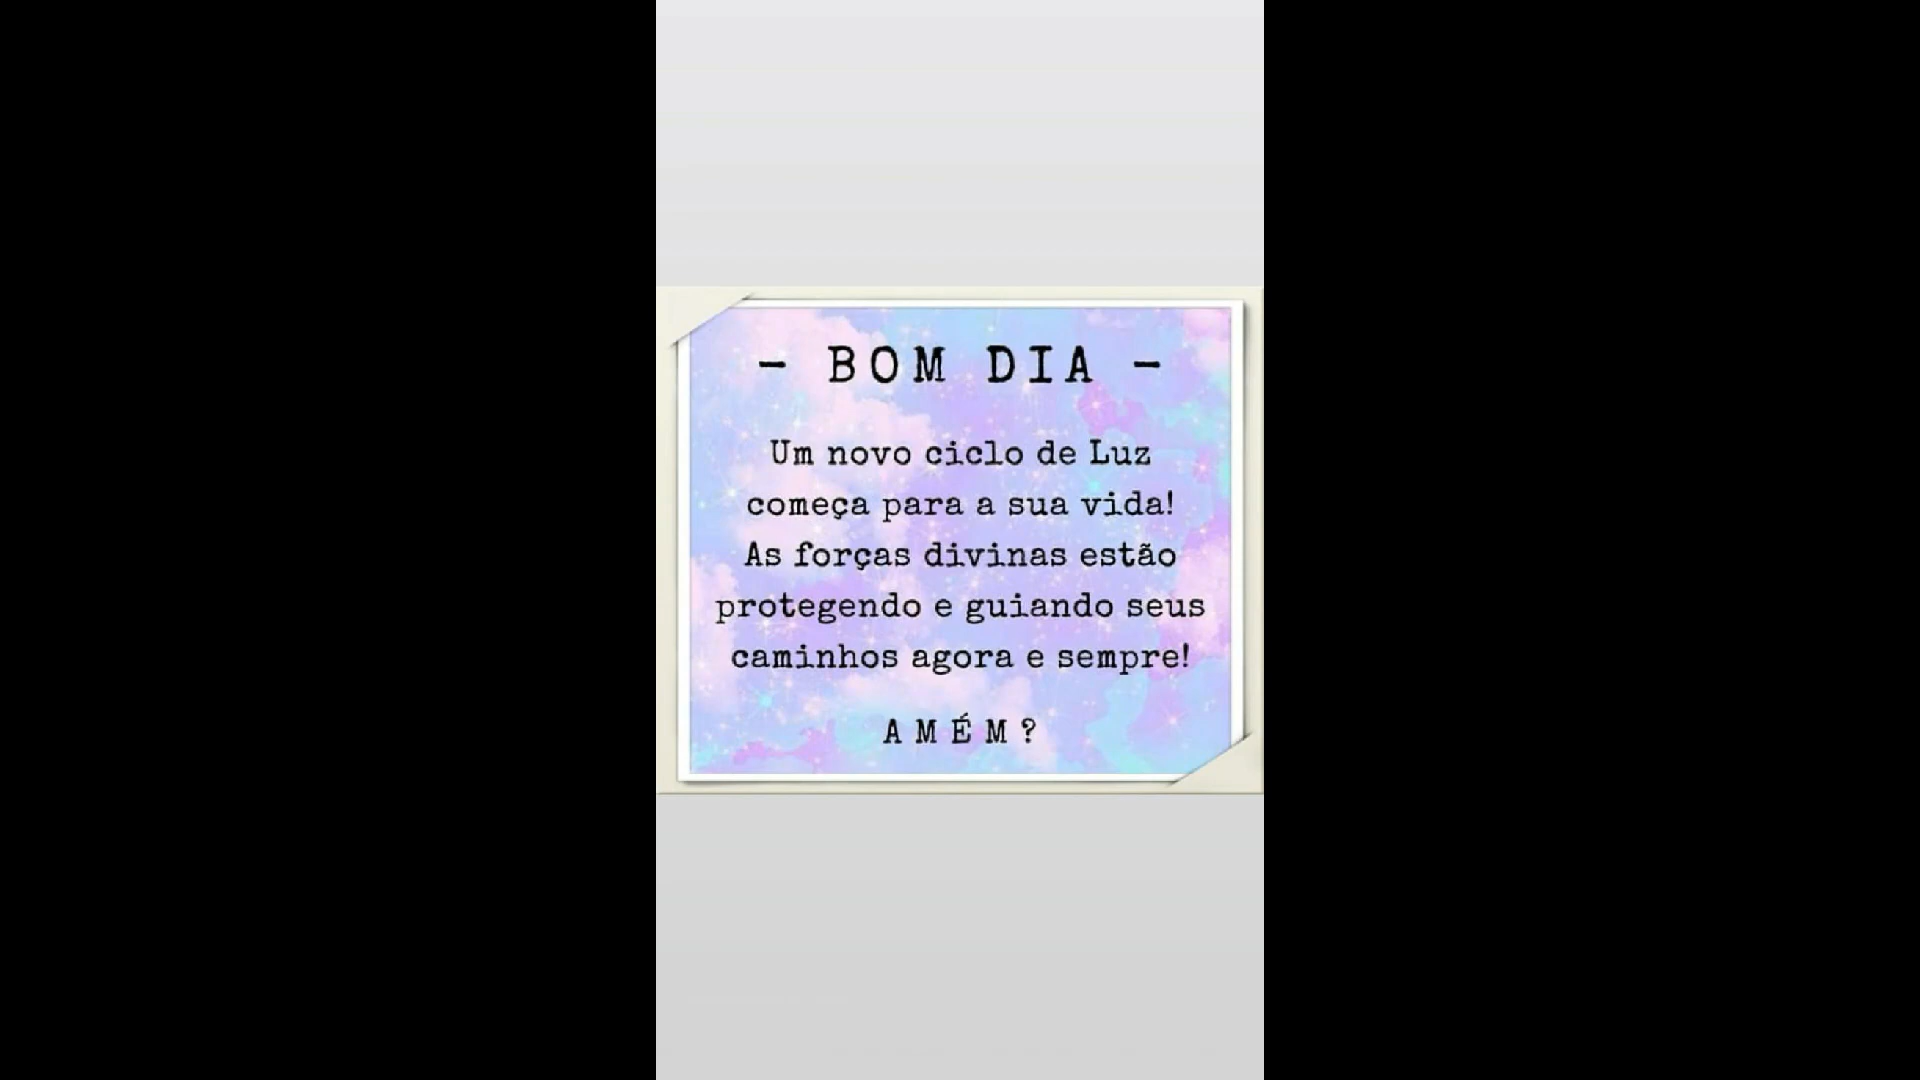 - BOM DIA -
Um novo ciclo de Luz
começa para a sua vida!
As forças divinas estão
protegendo e guiando seus
caminhos agora e sempre!
AMÉM?